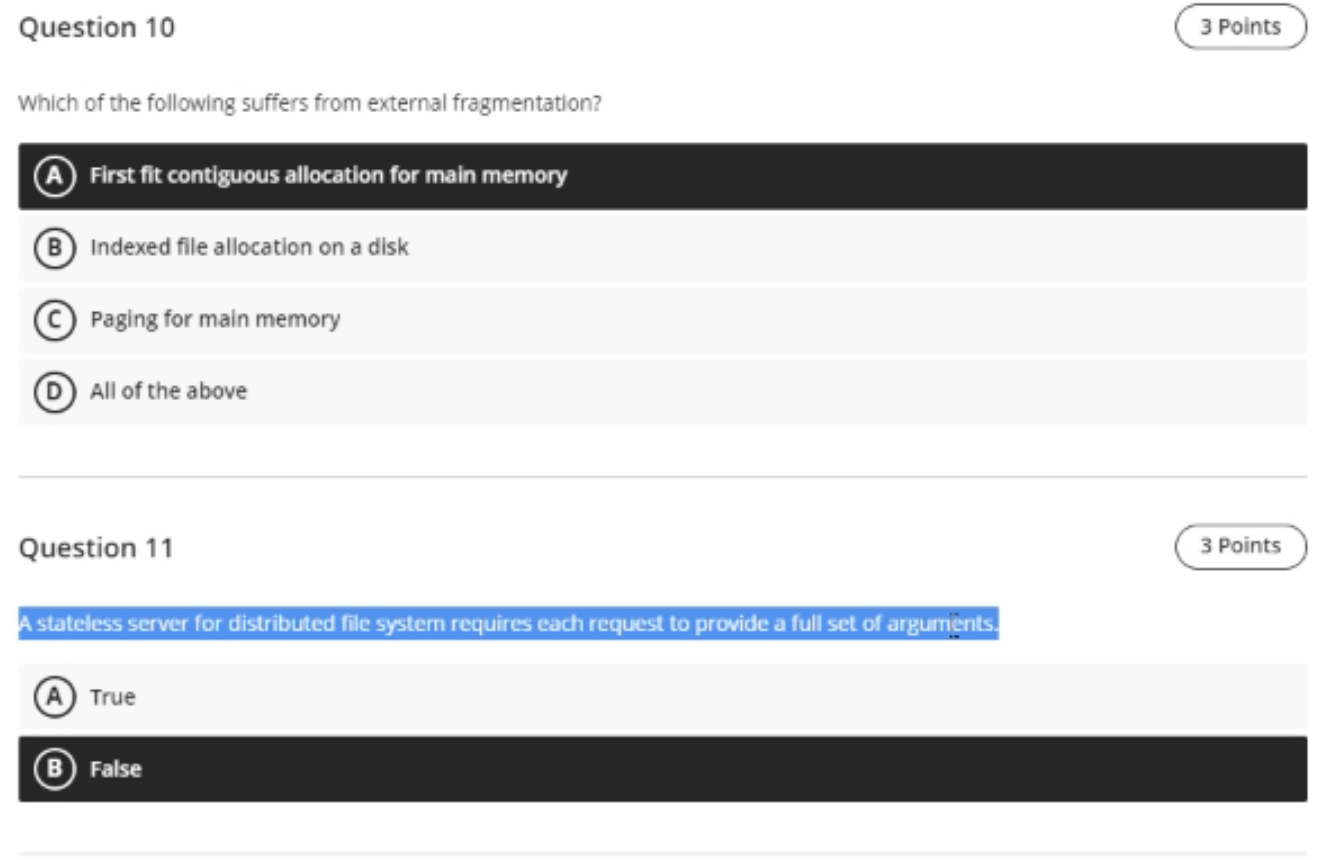 Question 10
3 Points
Which of the following suffers from external fragmentation?
A First fit contiguous allocation for main memory
B Indexed file allocation on a disk
C Paging for main memory
D All of the above
Question 11
3 Points
A stateless server for distributed file system requires each request to provide a full set of arguments.
A True
B False